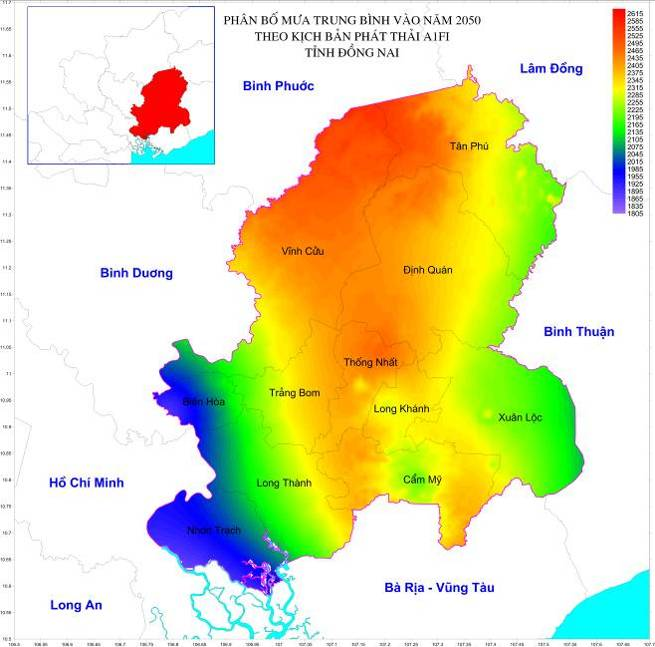 PHÂN BỐ MƯA TRUNG BÌNH VÀO NĂM 2050
THEO KỊCH BẢN PHÁT THẢI A1FI
TỈNH ĐỒNG NAI
Bình Phước
Lâm Đồng
Tân Phú
Vĩnh Cửu
Định Quán
Bình Dương
Bình Thuận
Thống Nhất
Trảng Bom
Biên Hòa
Long Khánh
Xuân Lộc
Hồ Chí Minh
Long Thành
Cẩm Mỹ
Nhơn Trạch
Bà Rịa - Vũng Tàu
Long An
2615
2585
2555
2525
2495
2465
2435
2405
2375
2345
2315
2285
2255
2225
2195
2165
2135
2105
2075
2045
2015
1985
1955
1925
1895
1865
1835
1805